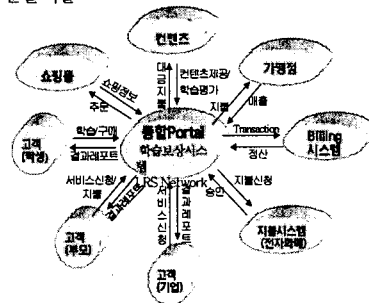 컨텐츠
쇼핑몰
가맹점
쇼핑정보
주문
대금지불
컨텐츠제공/
학습평가
지불
매출
통합Portal
학습보상시스
템
RS Network
학습/구매
결과레포트
고객
(학생)
Transaction
정산
Billing
시스템
서비스신청/
지불
결과레포트
고객
(부모)
서비스신청
결과레포트
고객
(기업)
지불신청
승인
지불시스템
(전자화폐)